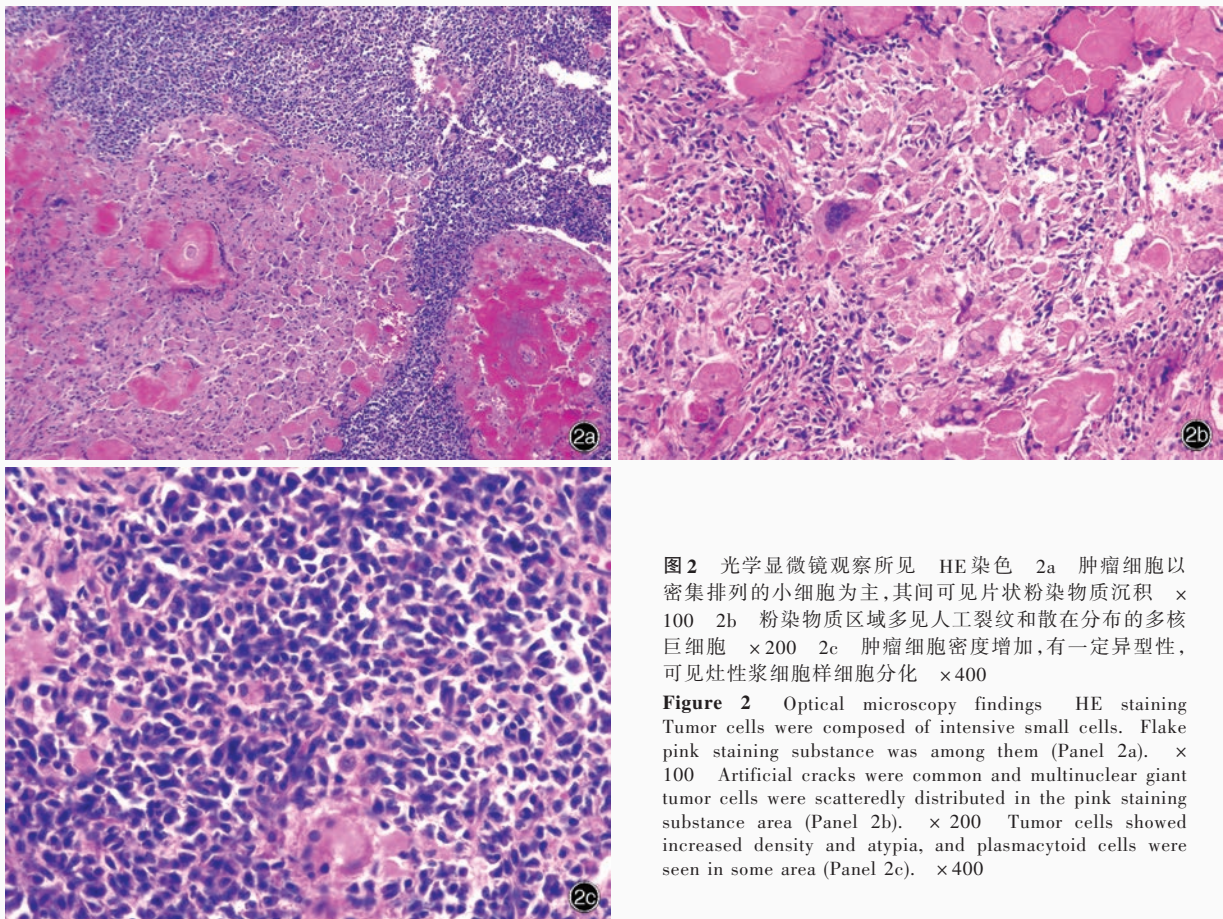 2a
2b
2c
图2 光学显微镜观察所见 HE染色 2a 肿瘤细胞以
密集排列的小细胞为主,其间可见片状粉染物质沉积 ×
100 2b 粉染物质区域多见人工裂纹和散在分布的多核
巨细胞 ×200 2c 肿瘤细胞密度增加,有一定异型性,
可见灶性浆细胞样细胞分化 ×400
Figure 2 Optical microscopy findings HE staining
Tumor cells were composed of intensive small cells. Flake
pink staining substance was among them (Panel 2a). ×
100 Artificial cracks were common and multinuclear giant
tumor cells were scatteredly distributed in the pink staining
substance area (Panel 2b). × 200 Tumor cells showed
increased density and atypia, and plasmacytoid cells were
seen in some area (Panel 2c). ×400